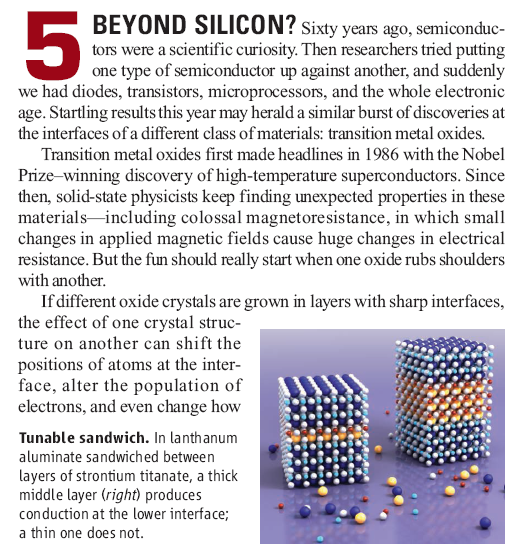 5 BEYOND SILICON? Sixty years ago, semiconduc-
tors were a scientific curiosity. Then researchers tried putting
one type of semiconductor up against another, and suddenly
we had diodes, transistors, microprocessors, and the whole electronic
age. Startling results this year may herald a similar burst of discoveries at
the interfaces of a different class of materials: transition metal oxides.
Transition metal oxides first made headlines in 1986 with the Nobel
Prize–winning discovery of high-temperature superconductors. Since
then, solid-state physicists keep finding unexpected properties in these
materials—including colossal magnetoresistance, in which small
changes in applied magnetic fields cause huge changes in electrical
resistance. But the fun should really start when one oxide rubs shoulders
with another.
If different oxide crystals are grown in layers with sharp interfaces,
the effect of one crystal struc-
ture on another can shift the
positions of atoms at the inter-
face, alter the population of
electrons, and even change how
Tunable sandwich. In lanthanum
aluminate sandwiched between
layers of strontium titanate, a thick
middle layer (right) produces
conduction at the lower interface;
a thin one does not.